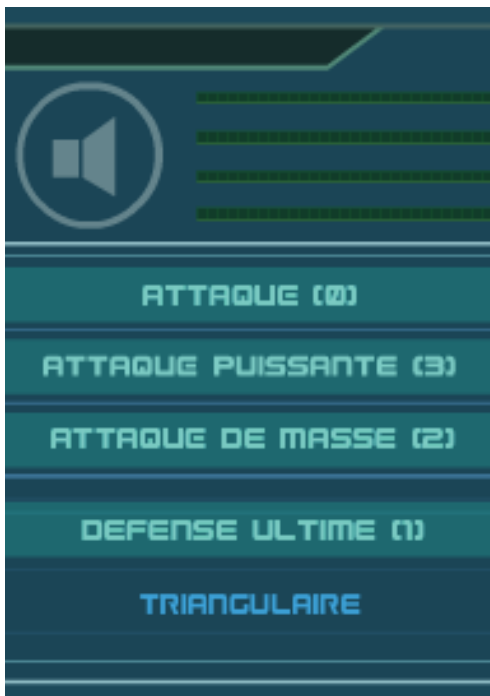 ATTAQUE (0)
ATTAQUE PUISSANTE (3)
ATTAQUE DE MASSE (2)
DEFENSE ULTIME (1)
TRIANGULAIRE